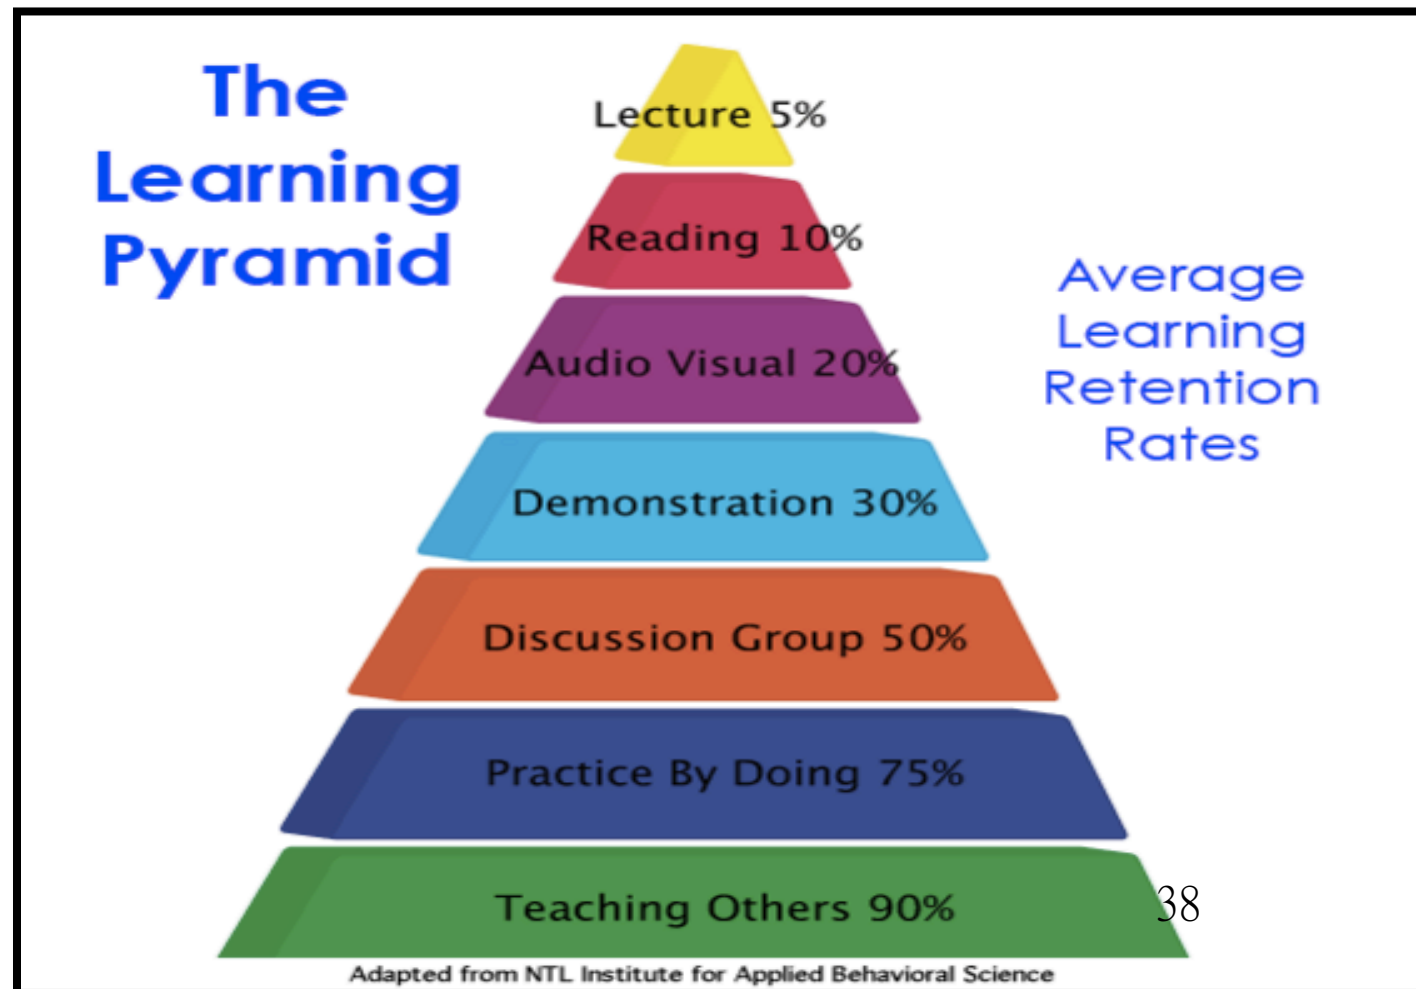 The
Learning
Pyramid
Lecture 5%
Reading 10%
Audio Visual 20%
Demonstration 30%
Discussion Group 50%
Practice By Doing 75%
Teaching Others 90%
Average
Learning
Retention
Rates
38
Adapted from NTL Institute for Applied Behavioral Science